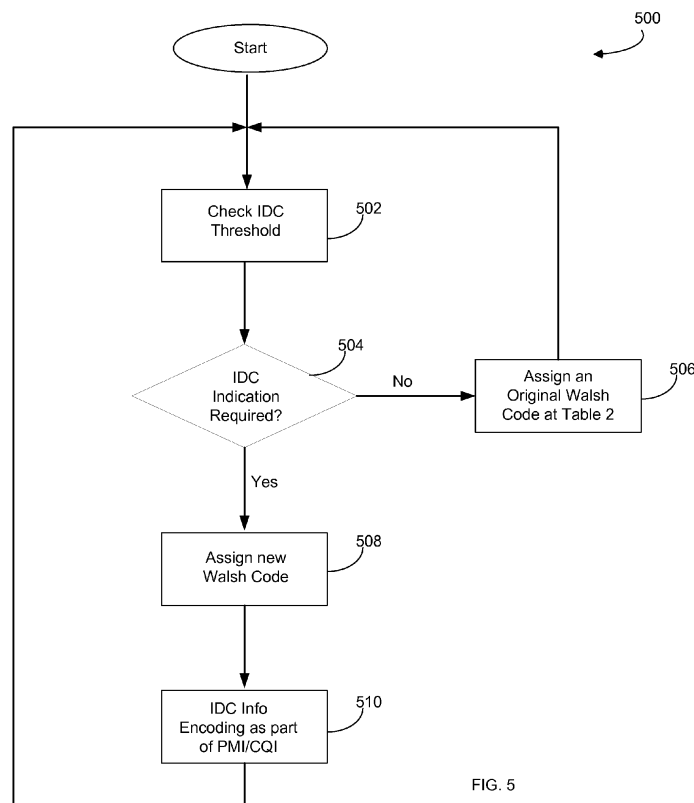 500
Start
Check IDC
Threshold
502
504
IDC
Indication
Required?
No
Assign an
Original Walsh
Code at Table 2
506
Yes
Assign new
Walsh Code
508
IDC Info
Encoding as part
of PMI/CQI
510
FIG. 5